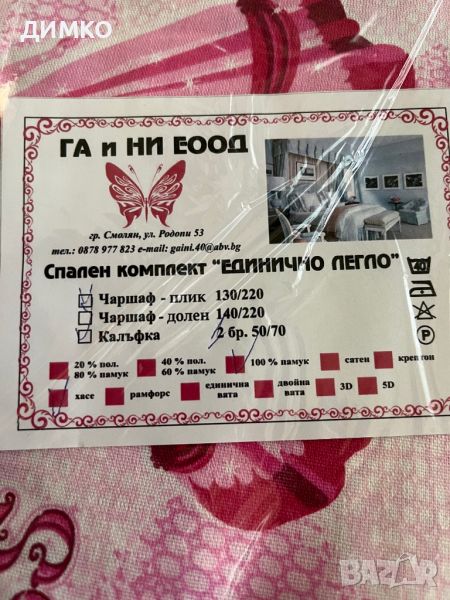 ДИМКО
ГА и НИ ЕООД
гр. Смолян, ул. Родопи 53
тел.: 0878 977 823 e-mail: gaini.40@abv.bg
Спален комплект "ЕДИНИЧНО ЛЕГЛО"
Чаршаф - плик 130/220
Чаршаф - долен 140/220
Калъфка 2 бр. 50/70
20 % пол. 80 % памук
40 % пол. 60 % памук
100 % памук
сатен
крептон
хасе
рамфорс
единична вата
двойна вата
3D
5D
BAZAR